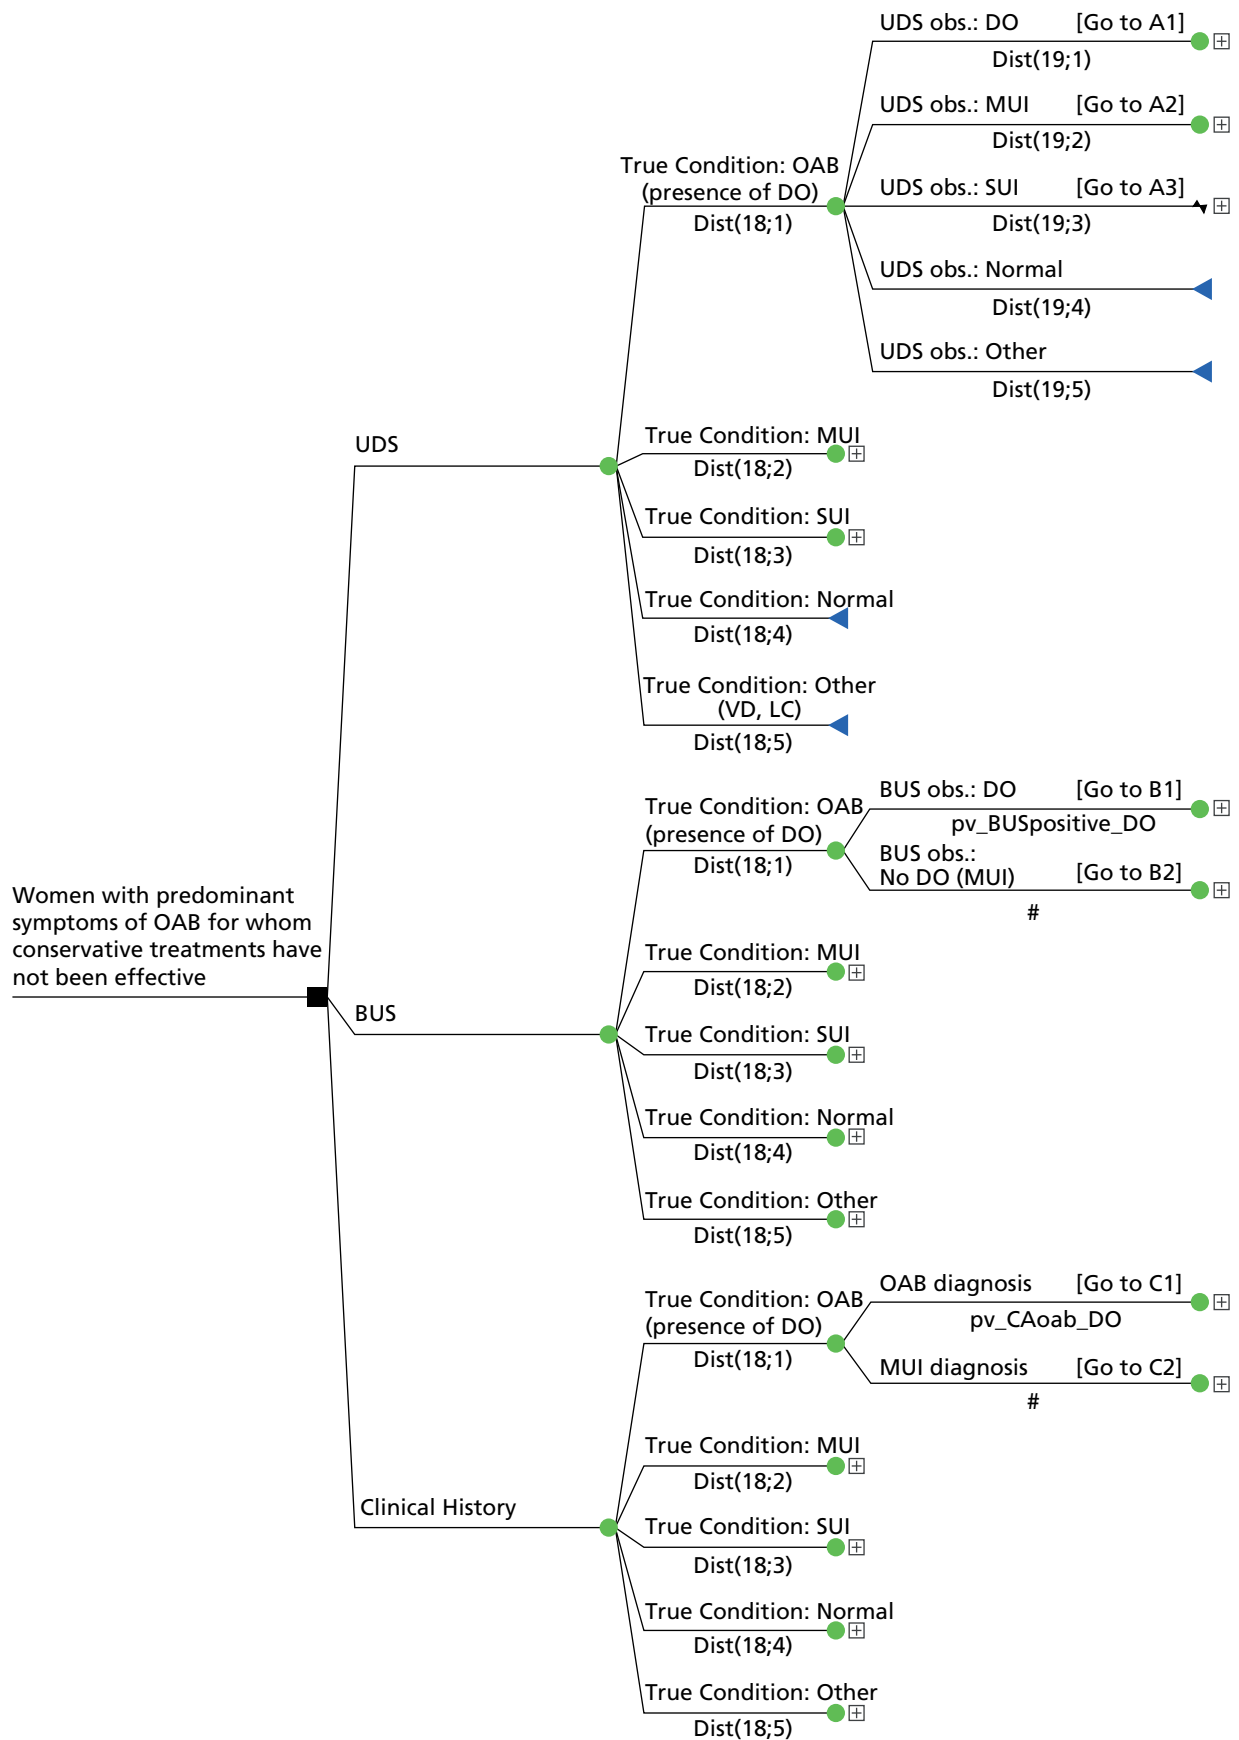 UDS obs.: DO [Go to A1]
Dist(19;1)
UDS obs.: MUI [Go to A2]
Dist(19;2)
True Condition: OAB
(presence of DO)
Dist(18;1)
UDS obs.: SUI [Go to A3]
Dist(19;3)
UDS obs.: Normal
Dist(19;4)
UDS obs.: Other
Dist(19;5)
UDS
True Condition: MUI
Dist(18;2)
True Condition: SUI
Dist(18;3)
True Condition: Normal
Dist(18;4)
True Condition: Other
(VD, LC)
Dist(18;5)
Women with predominant
symptoms of OAB for whom
conservative treatments have
not been effective
BUS
True Condition: OAB
(presence of DO)
Dist(18;1)
BUS obs.: DO [Go to B1]
pv_BUSpositive_DO
BUS obs.:
No DO (MUI) [Go to B2]
#
True Condition: MUI
Dist(18;2)
True Condition: SUI
Dist(18;3)
True Condition: Normal
Dist(18;4)
True Condition: Other
Dist(18;5)
Clinical History
True Condition: OAB
(presence of DO)
Dist(18;1)
OAB diagnosis [Go to C1]
pv_CAoab_DO
MUI diagnosis [Go to C2]
#
True Condition: MUI
Dist(18;2)
True Condition: SUI
Dist(18;3)
True Condition: Normal
Dist(18;4)
True Condition: Other
Dist(18;5)